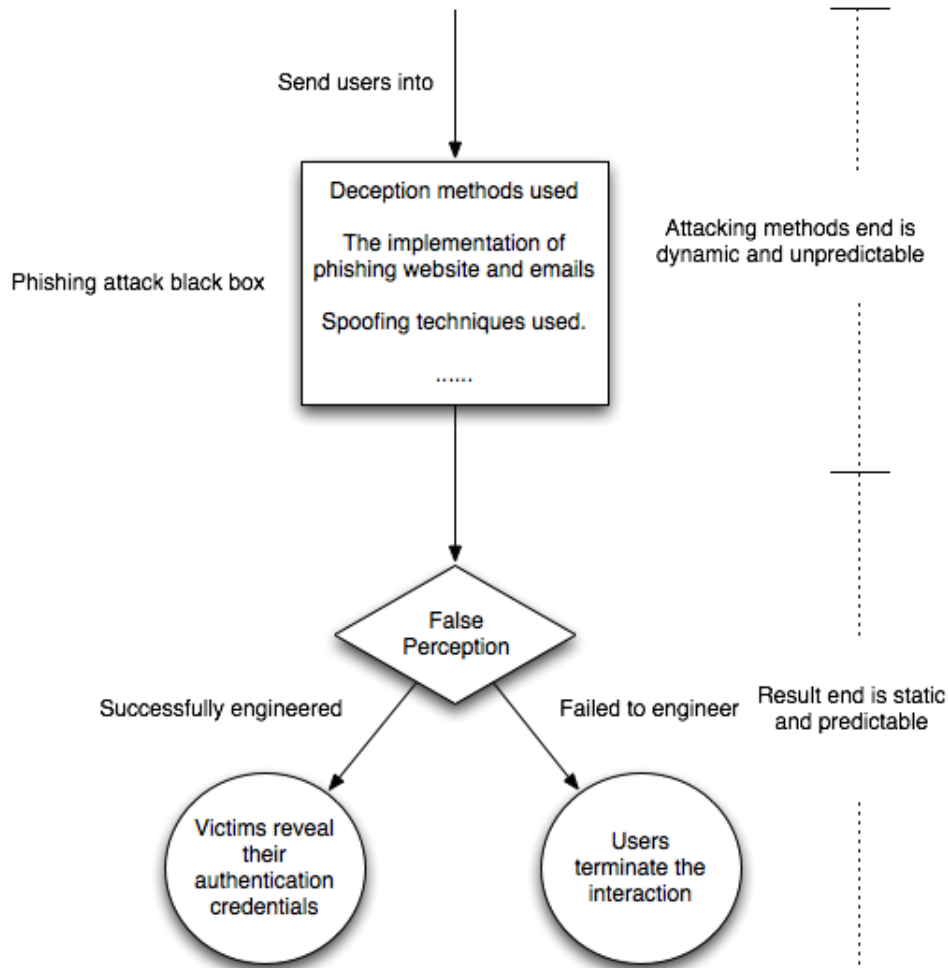 Send users into
Deception methods used
The implementation of
phishing website and emails
Spoofing techniques used.
......
Phishing attack black box
Attacking methods end is
dynamic and unpredictable
False
Perception
Successfully engineered
Failed to engineer
Result end is static
and predictable
Victims reveal
their
authentication
credentials
Users
terminate the
interaction